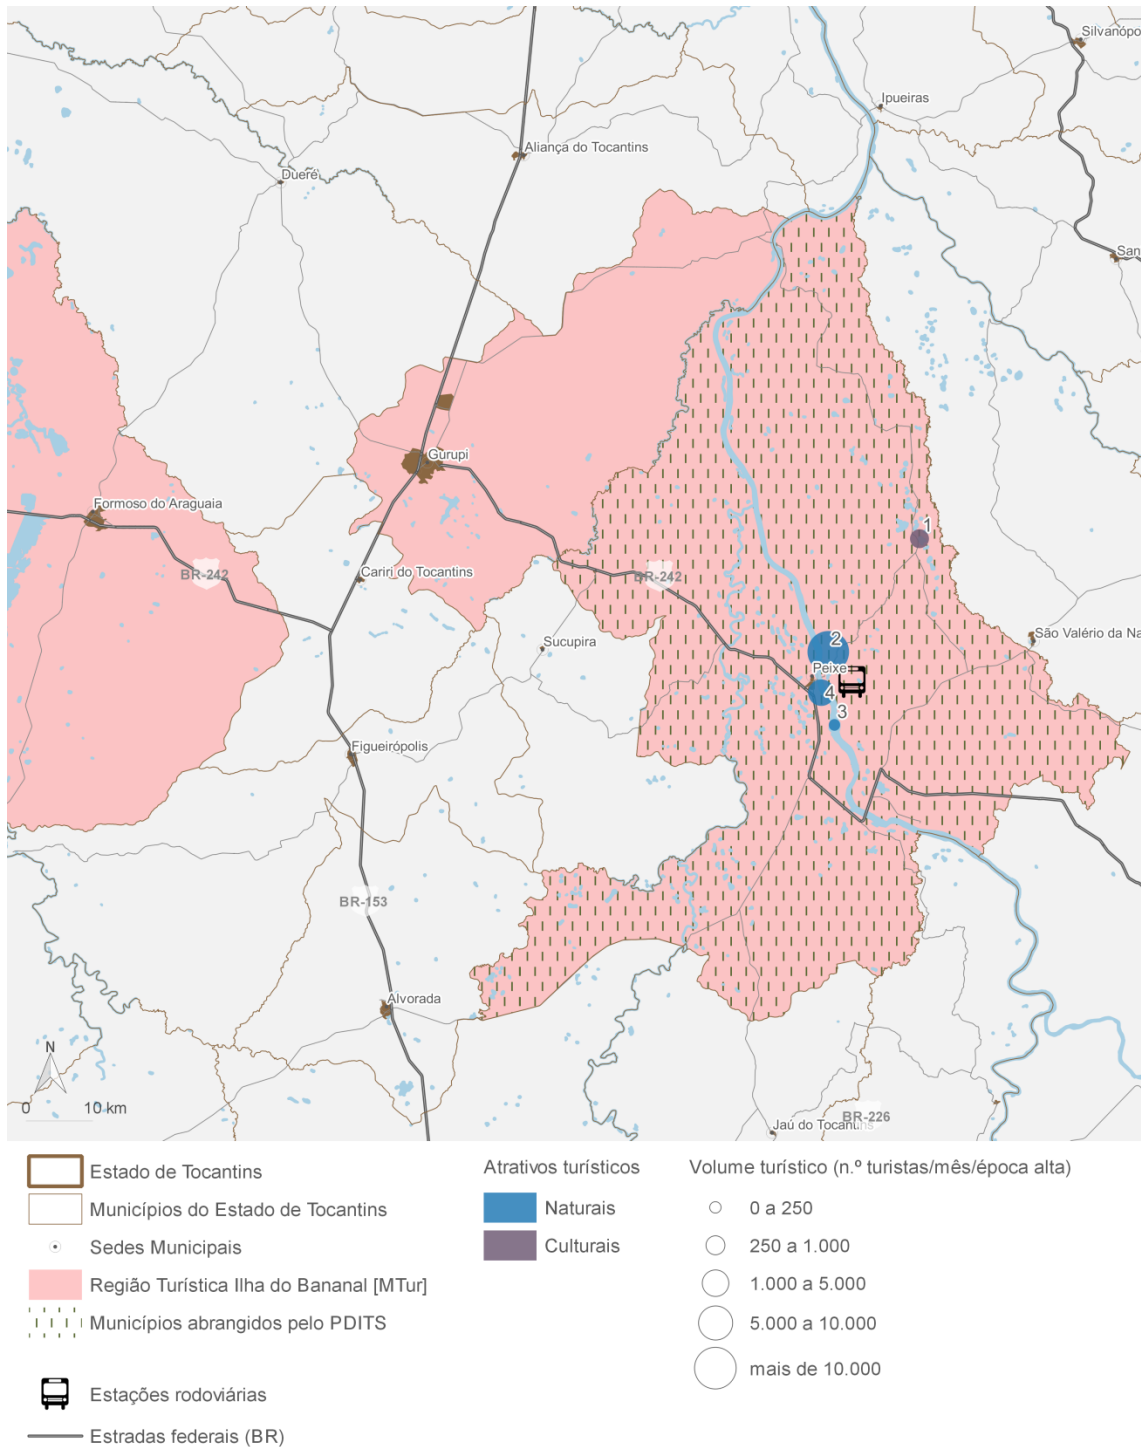 Silvanópo
Ipueiras
Aliança do Tocantins
Dueré
San
Gurupi
Formoso do Araguaia
1
BR-242
BR-242
Cariri do Tocantins
São Valério da Na
Sucupira
2
Peixe
4
3
Figueirópolis
BR-153
Alvorada
N
0 10 km
Jaú do Tocantins
BR-226
Estado de Tocantins
Municípios do Estado de Tocantins
Sedes Municipais
Região Turística Ilha do Bananal [MTur]
Municípios abrangidos pelo PDITS
Estações rodoviárias
Estradas federais (BR)
Atrativos turísticos
Naturais
Culturais
Volume turístico (n.º turistas/mês/época alta)
0 a 250
250 a 1.000
1.000 a 5.000
5.000 a 10.000
mais de 10.000